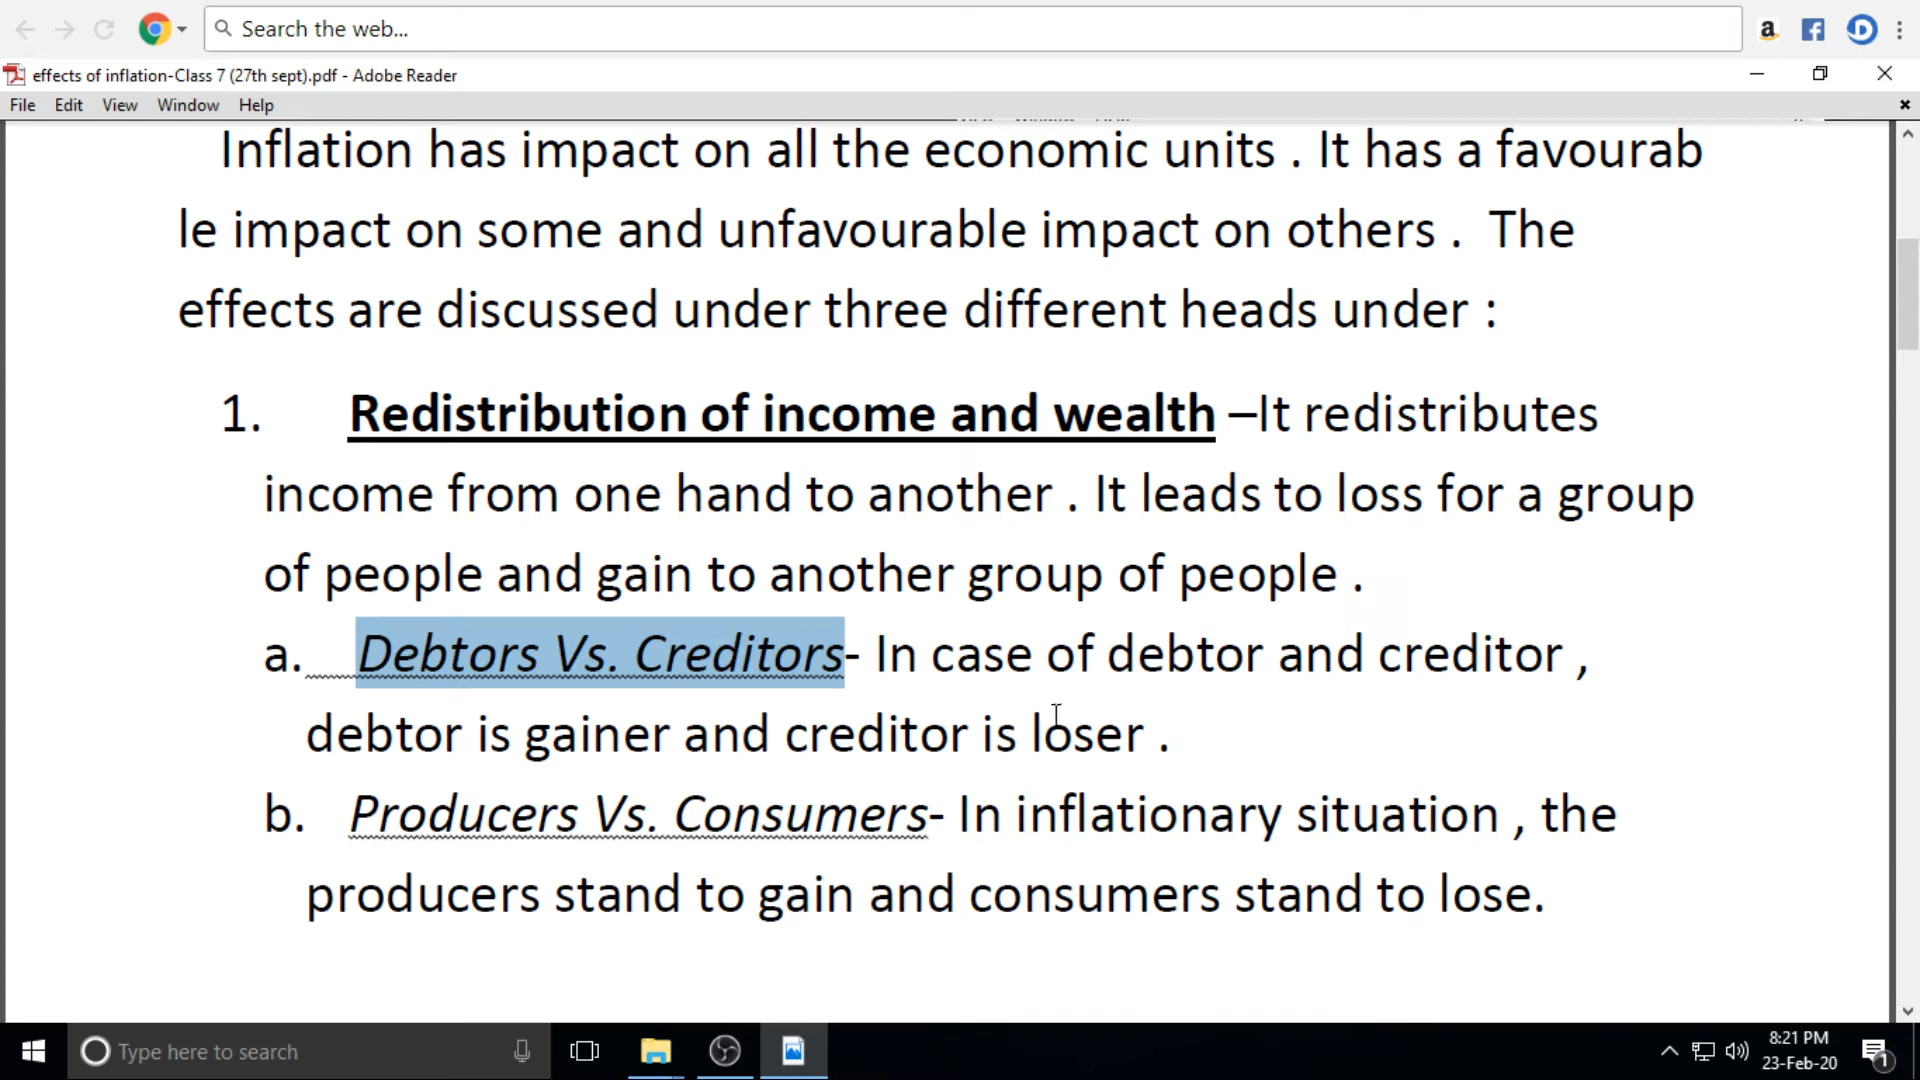 Search the web...
effects of inflation-Class 7 (27th sept).pdf - Adobe Reader
File Edit View Window Help
Inflation has impact on all the economic units . It has a favourab
le impact on some and unfavourable impact on others . The
effects are discussed under three different heads under :
1. Redistribution of income and wealth –It redistributes
income from one hand to another . It leads to loss for a group
of people and gain to another group of people .
a. Debtors Vs. Creditors- In case of debtor and creditor ,
debtor is gainer and creditor is loser .
b. Producers Vs. Consumers- In inflationary situation , the
producers stand to gain and consumers stand to lose.
Type here to search
8:21 PM
23-Feb-20
1